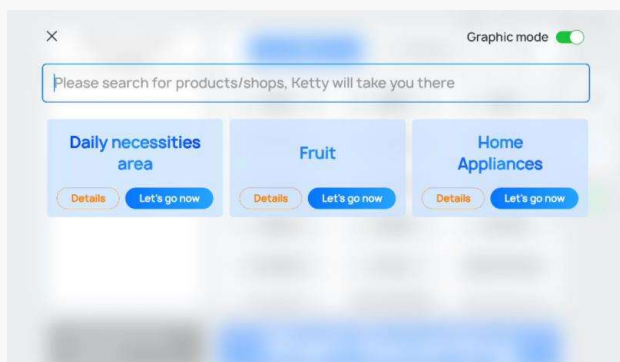 Graphic mode
Please search for products/shops, Ketty will take you there
Daily necessities
area
Fruit
Home
Appliances
Details
Let's go now
Details
Let's go now
Details
Let's go now